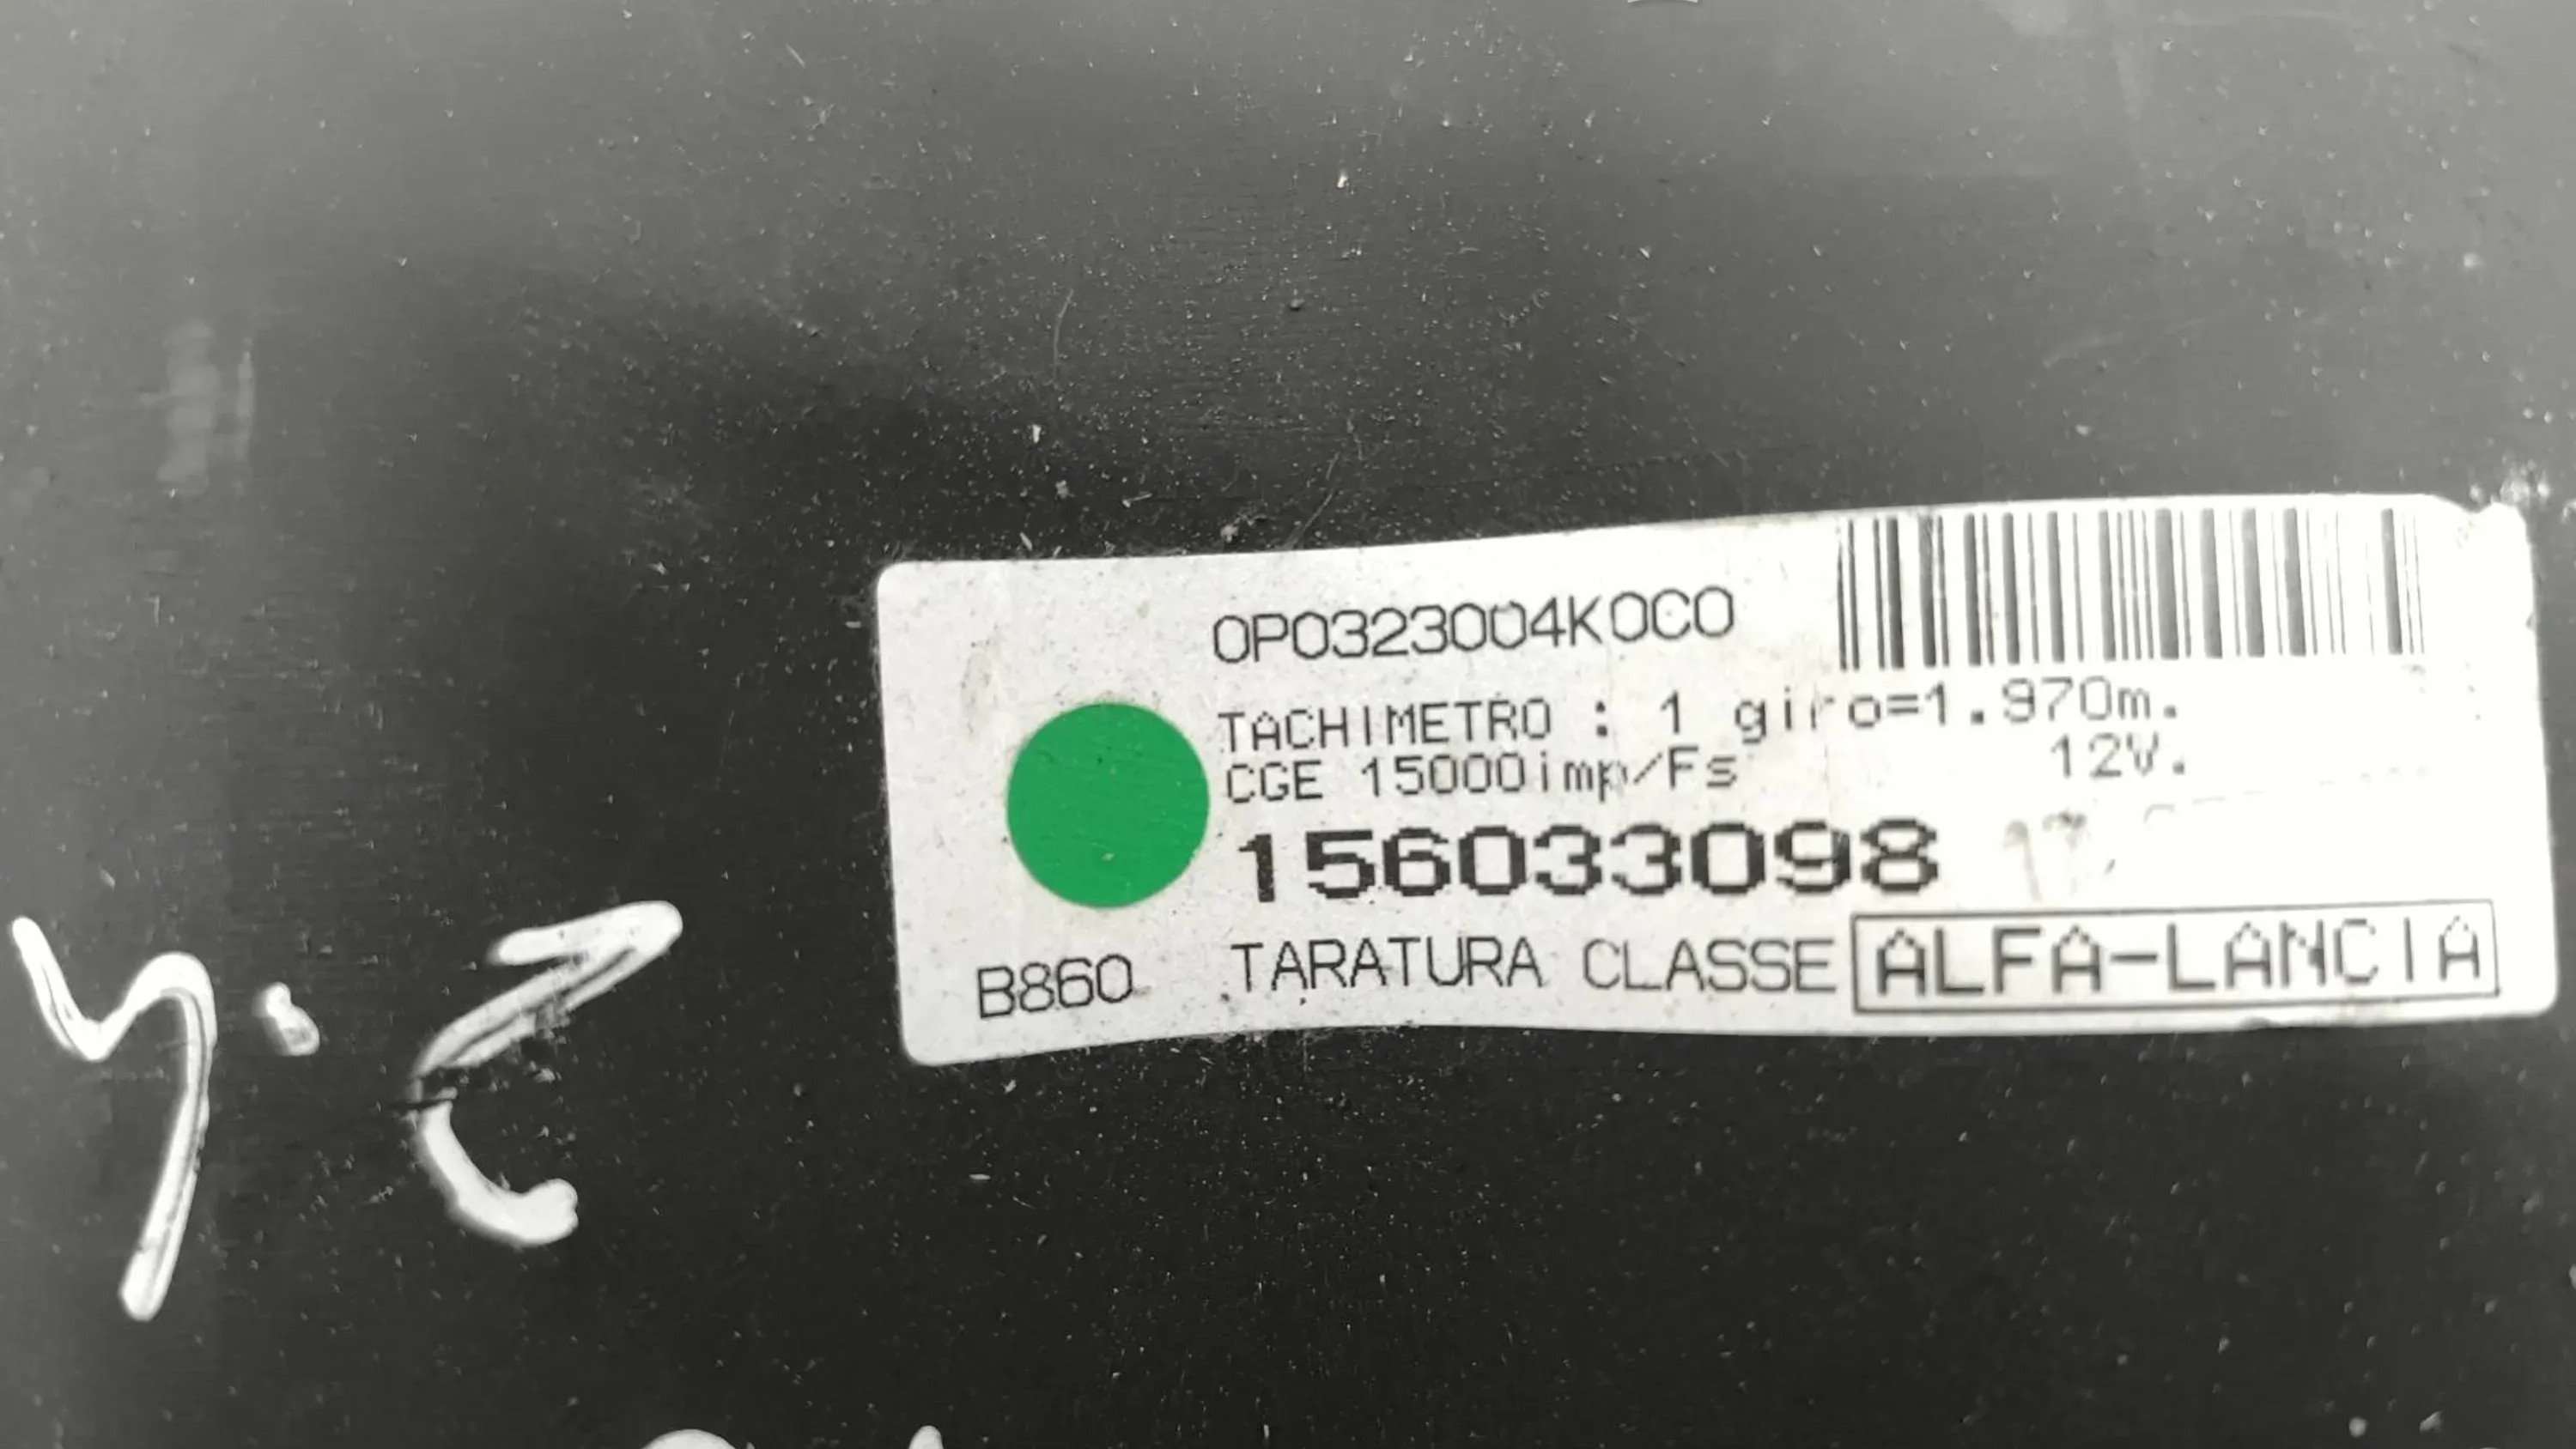 0P0323004K0C0
TACHIMETRO : 1 giro=1.970m.
CGE 15000imp/Fs 12V.
156033098
B860 TARATURA CLASSE ALFA-LANCIA